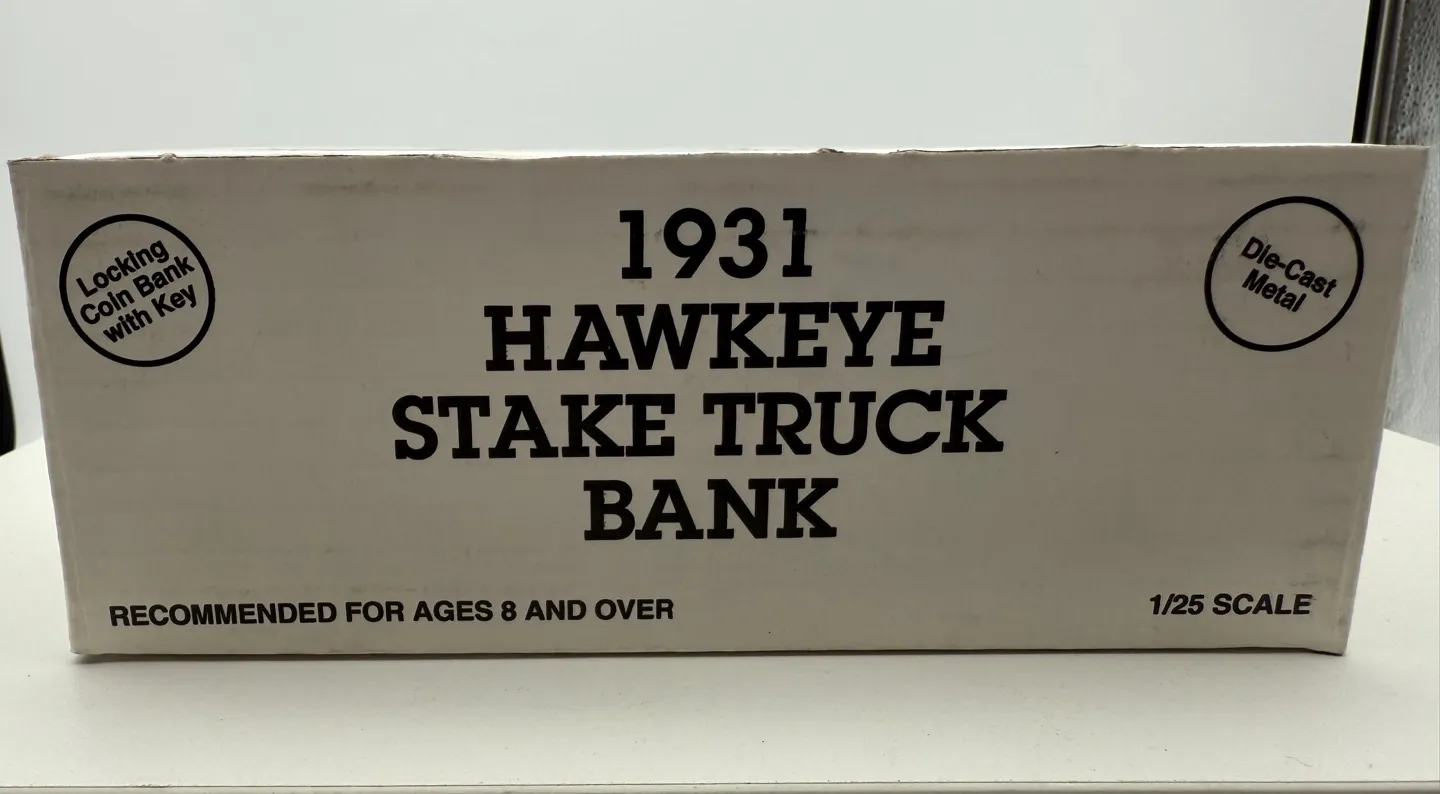 Locking
Coin Bank
with Key
1931
HAWKEYE
STAKE TRUCK
BANK
Die-Cast
Metal
RECOMMENDED FOR AGES 8 AND OVER
1/25 SCALE